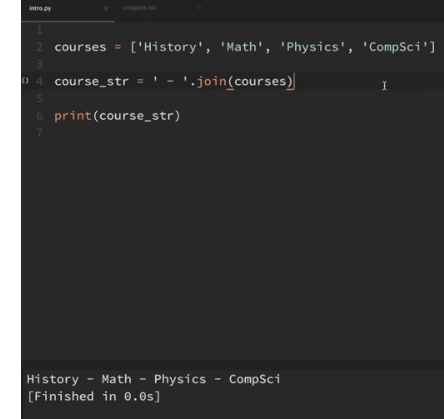 intro.py × snippets.txt ×
1
2 courses = ['History', 'Math', 'Physics', 'CompSci']
3
4 course_str = ' - '.join(courses)
5
6 print(course_str)
7
History - Math - Physics - CompSci
[Finished in 0.0s]